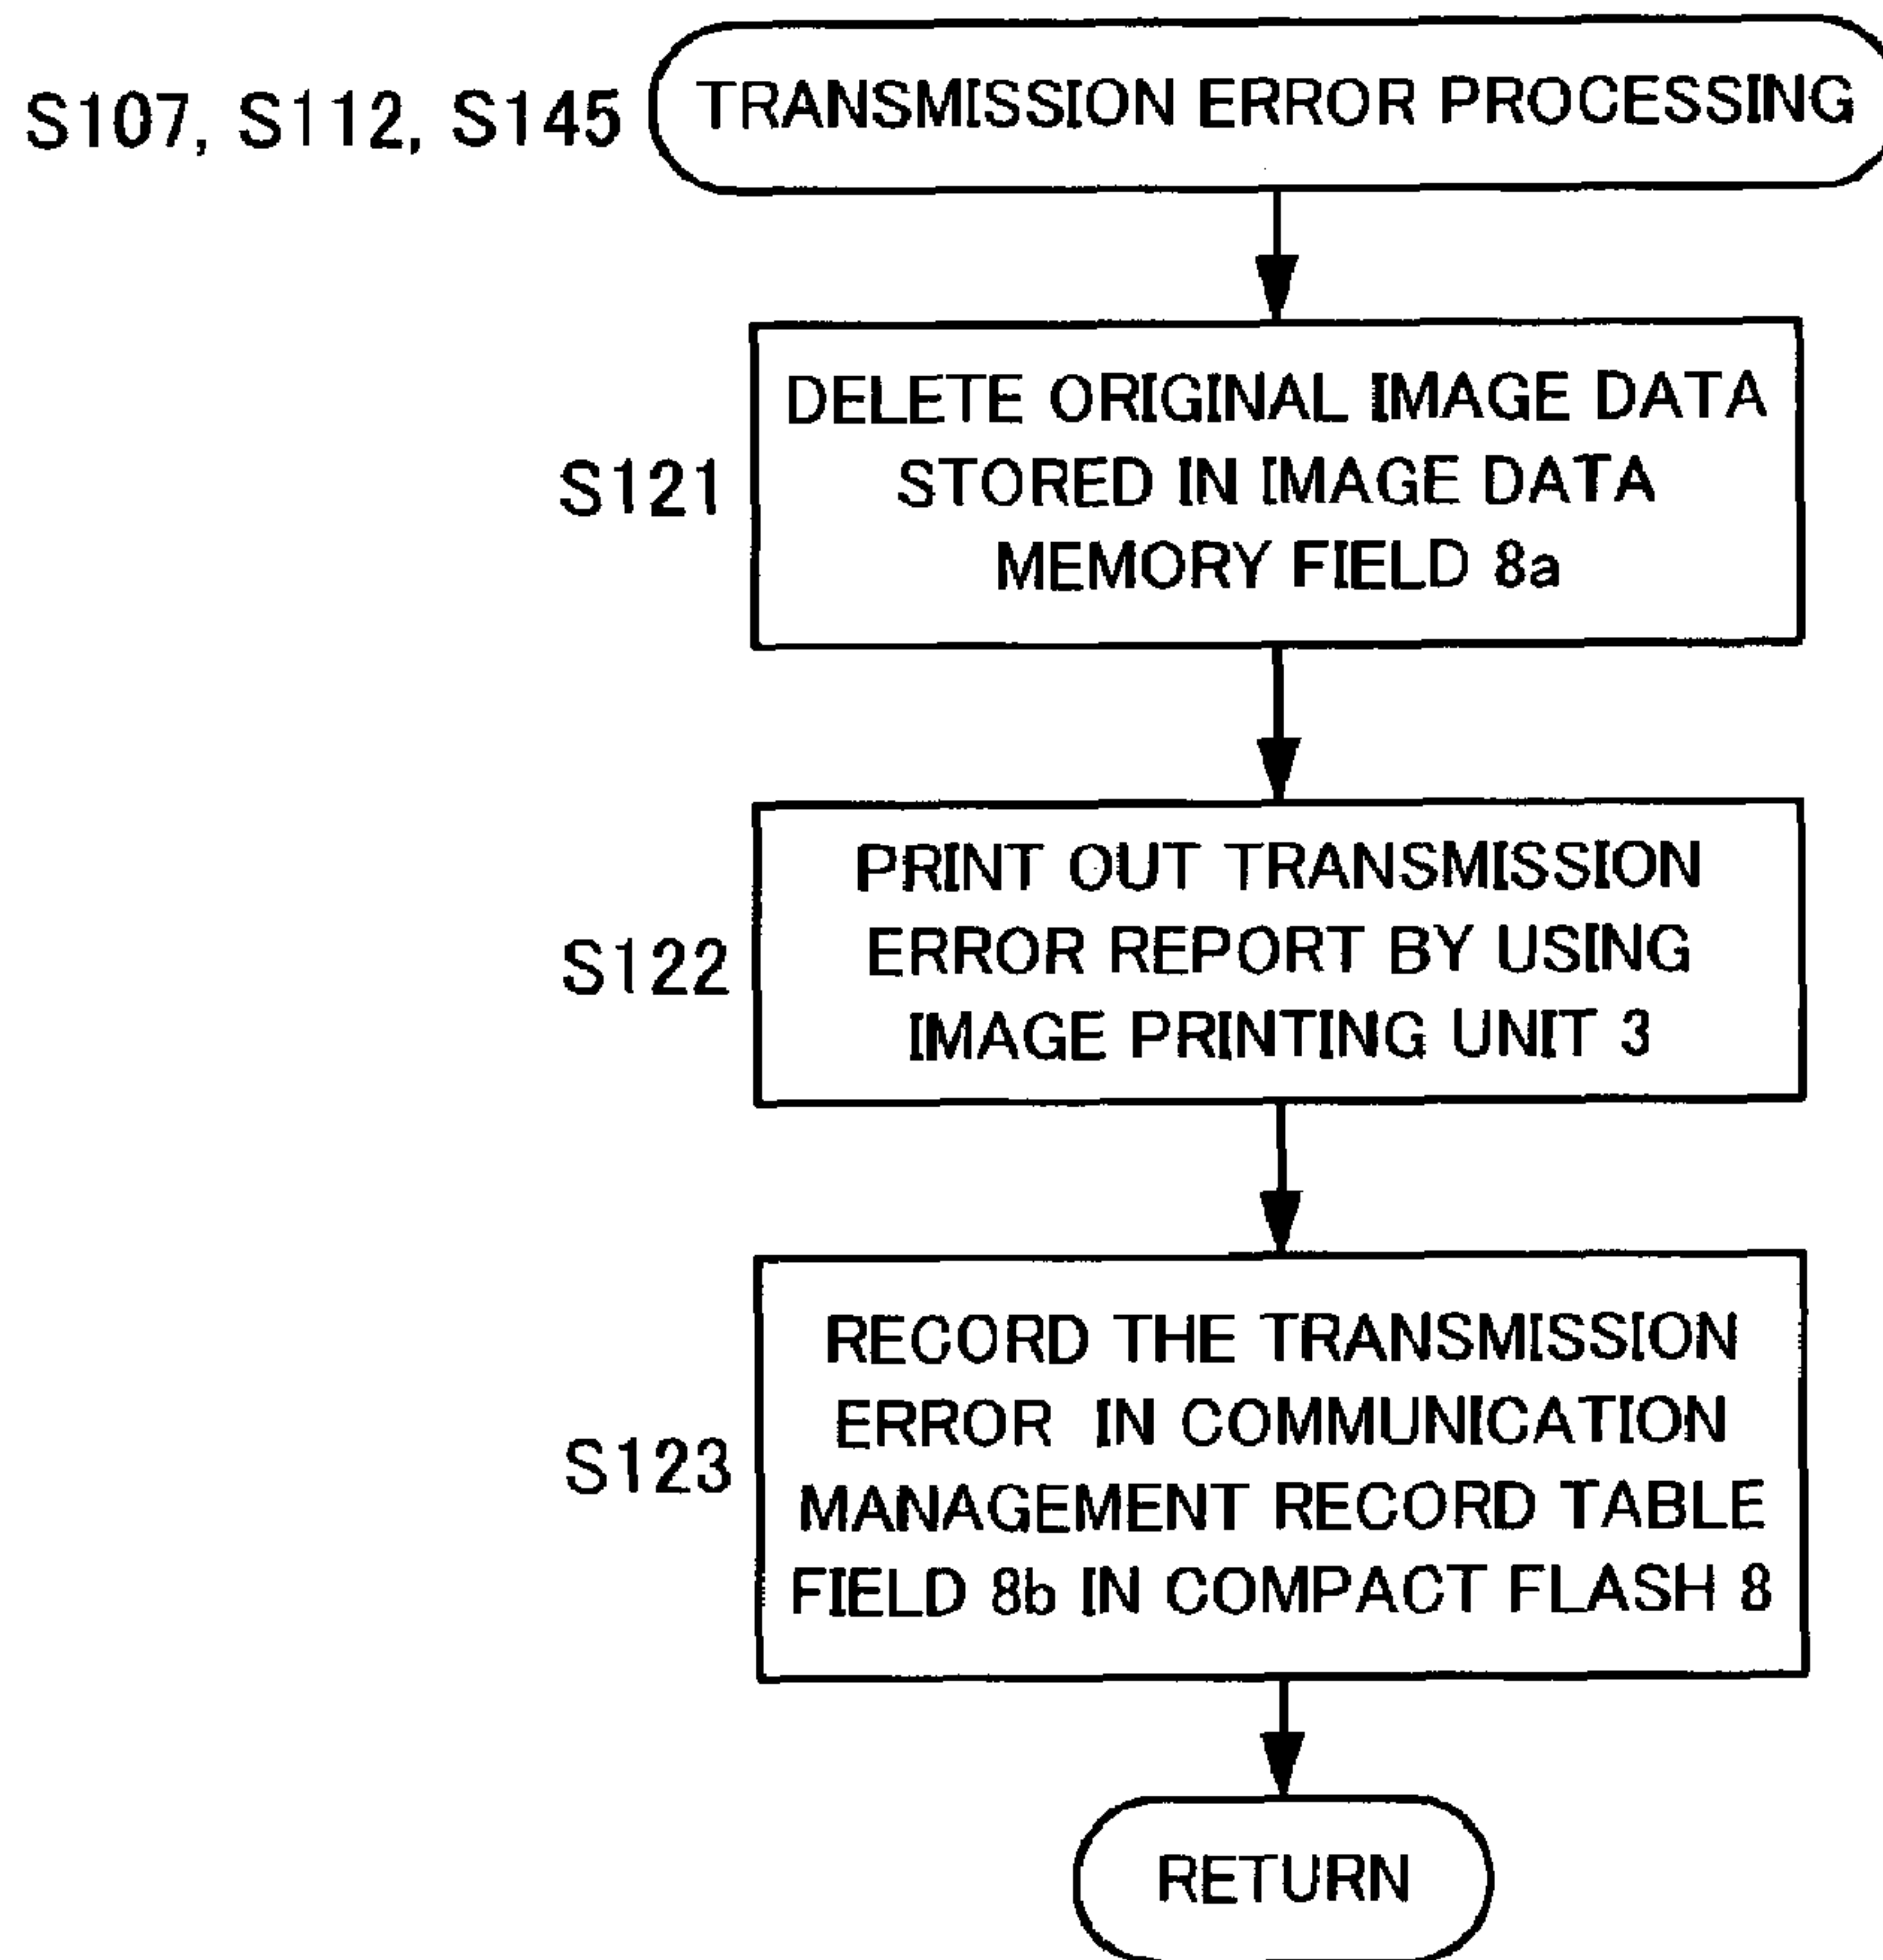 S107, S112, S145 TRANSMISSION ERROR PROCESSING
S121
DELETE ORIGINAL IMAGE DATA
STORED IN IMAGE DATA
MEMORY FIELD 8a
S122
PRINT OUT TRANSMISSION
ERROR REPORT BY USING
IMAGE PRINTING UNIT 3
S123
RECORD THE TRANSMISSION
ERROR IN COMMUNICATION
MANAGEMENT RECORD TABLE
FIELD 8b IN COMPACT FLASH 8
RETURN